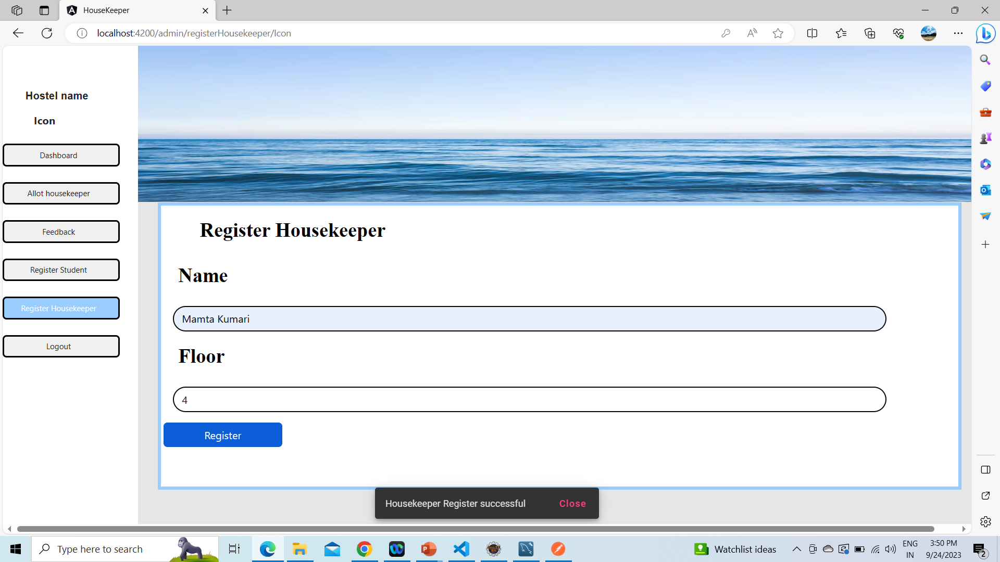 HouseKeeper
localhost:4200/admin/registerHousekeeper/Icon
Hostel name
Icon
Dashboard
Allot housekeeper
Feedback
Register Student
Register Housekeeper
Logout
Register Housekeeper
Name
Mamta Kumari
Floor
4
Register
Housekeeper Register successful Close
Type here to search
Watchlist ideas
ENG
IN
3:50 PM
9/24/2023
2